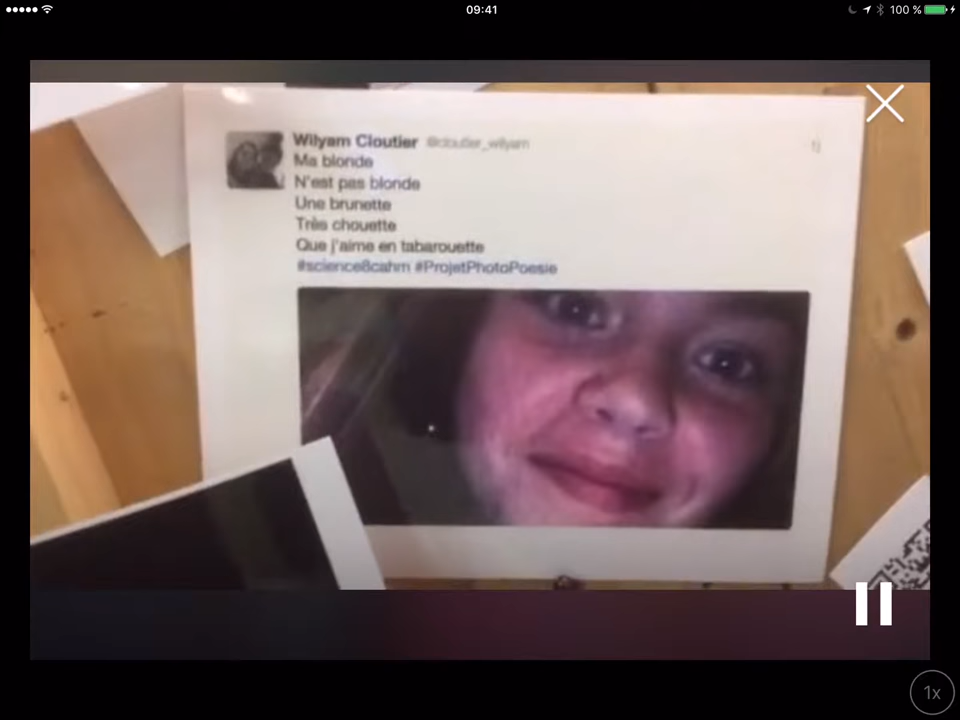 09:41
100 %
Wilyam Cloutier @cloutier_wilyam
Ma blonde
N'est pas blonde
Une brunette
Très chouette
Que j'aime en tabarouette
#science8cahm #ProjetPhotoPoesie
1x